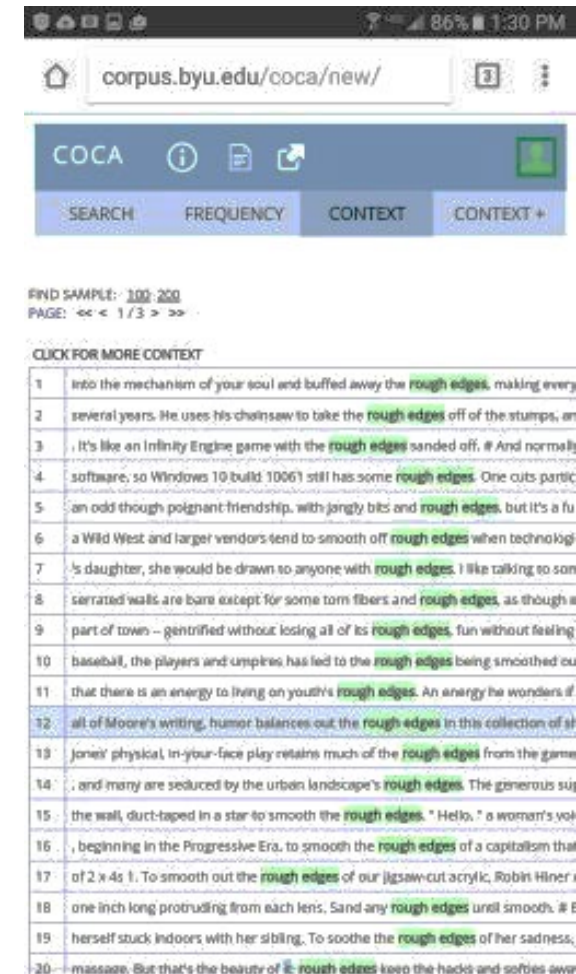 86% 1:30 PM
corpus.byu.edu/coca/new/ 3
COCA
SEARCH FREQUENCY CONTEXT CONTEXT +
FIND SAMPLE: 100 200
PAGE: << < 1 / 3 > >>
CLICK FOR MORE CONTEXT
1 into the mechanism of your soul and buffed away the rough edges, making every
2 several years. He uses his chainsaw to take the rough edges off of the stumps, an
3 . It's like an Infinity Engine game with the rough edges sanded off. # And normally
4 software, so Windows 10 build 10061 still has some rough edges. One cuts partic
5 an odd though poignant friendship, with jangly bits and rough edges, but it's a fu
6 a Wild West and larger vendors tend to smooth off rough edges when technologi
7 's daughter, she would be drawn to anyone with rough edges. I like talking to som
8 serrated walls are bare except for some torn fibers and rough edges, as though
9 part of town -- gentrified without losing all of its rough edges, fun without feeling
10 baseball, the players and umpires has led to the rough edges being smoothed ou
11 that there is an energy to living on youth's rough edges. An energy he wonders if
12 all of Moore's writing, humor balances out the rough edges in this collection of sh
13 Jones' physical, in-your-face play retains much of the rough edges from the game
14 , and many are seduced by the urban landscape's rough edges. The generous sup
15 the wall, duct-taped in a star to smooth the rough edges. " Hello, " a woman's voi
16 , beginning in the Progressive Era, to smooth the rough edges of a capitalism that
17 of 2 x 4s 1. To smooth out the rough edges of our jigsaw-cut acrylic, Robin Hiner
18 one inch long protruding from each lens. Sand any rough edges until smooth. # E
19 herself stuck indoors with her sibling. To soothe the rough edges of her sadness,
20 massage. But that's the beauty of it: rough edges keep the hacks and softies away